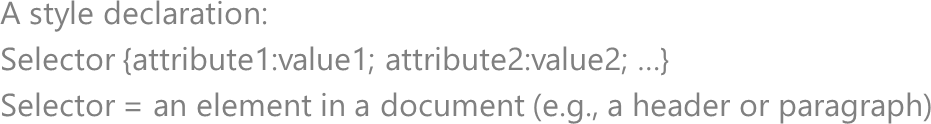 A style declaration:
Selector {attribute1:value1; attribute2:value2; …}
Selector = an element in a document (e.g., a header or paragraph)